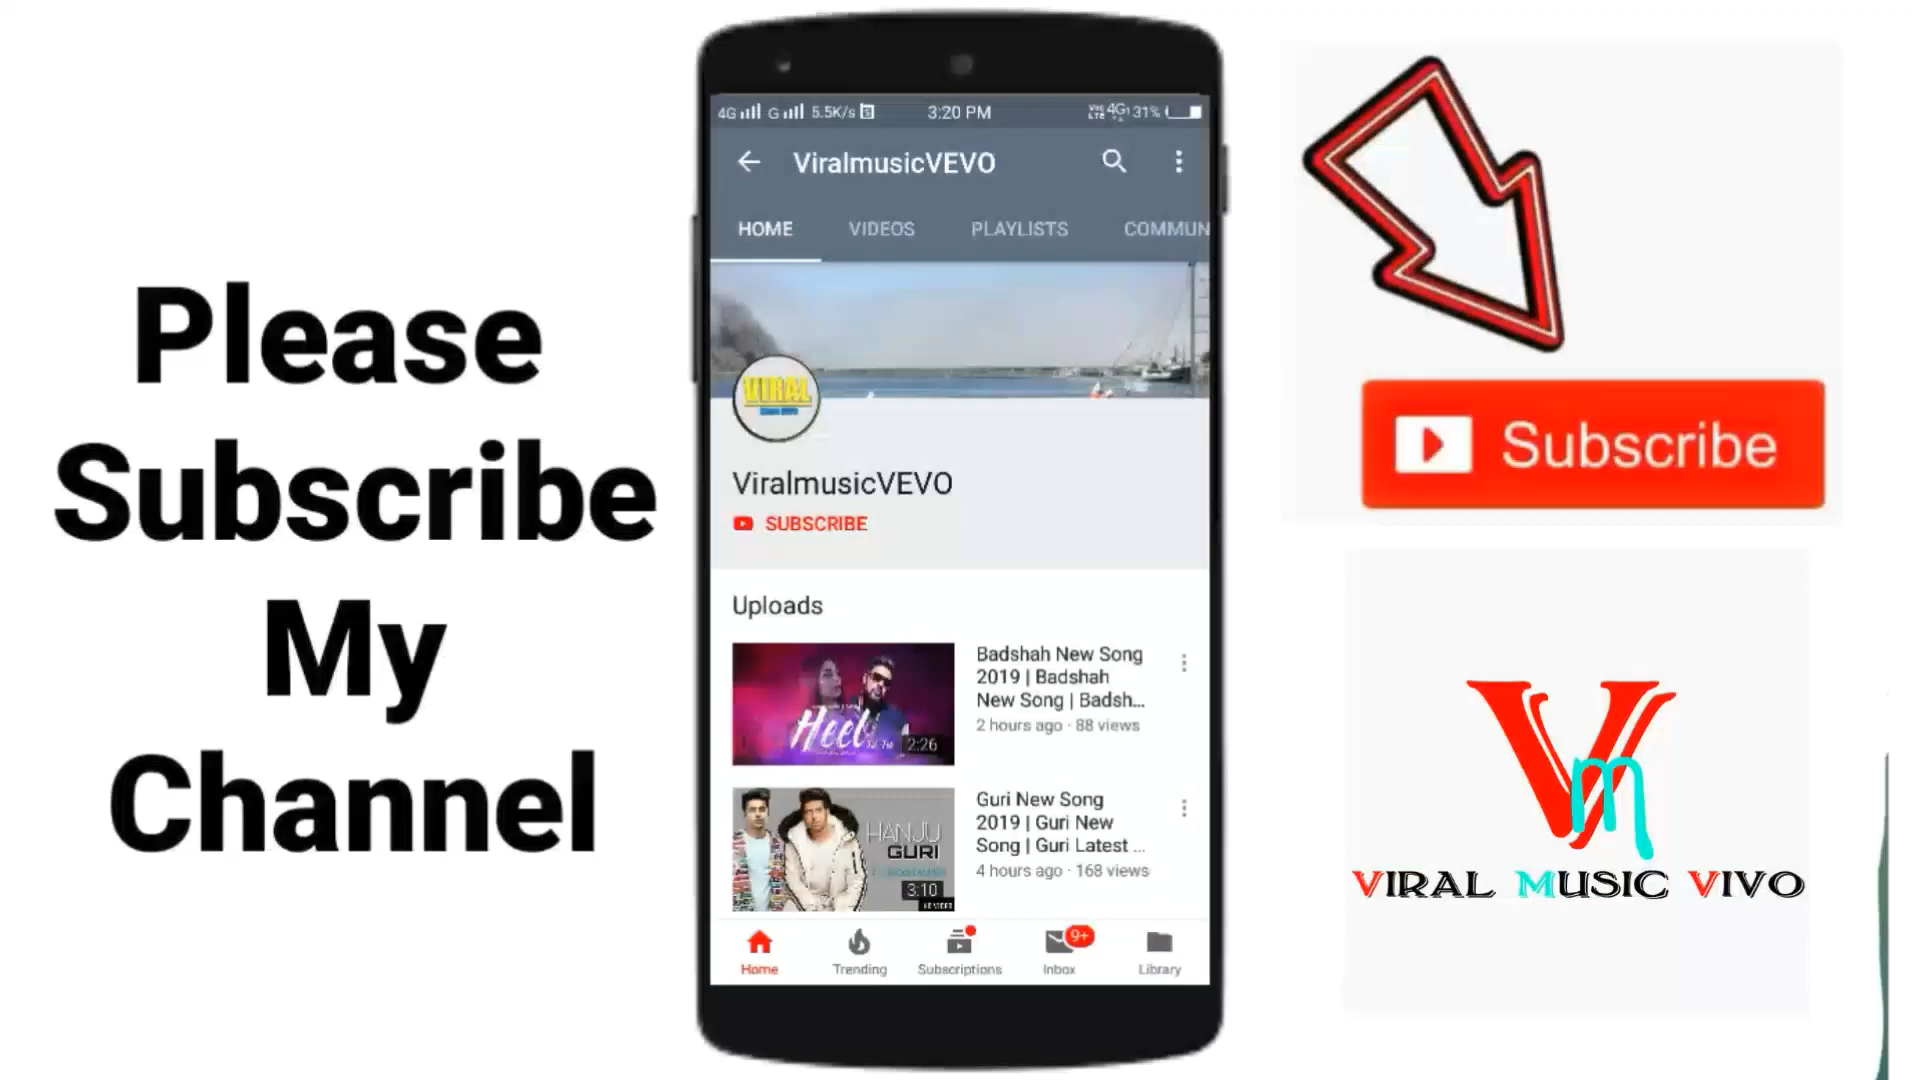 Please
Subscribe
My
Channel
4G G 5.5K/s 3:20 PM 4G 31%
ViralmusicVEVO
HOME VIDEOS PLAYLISTS COMMUN
VIRAL
ViralmusicVEVO
SUBSCRIBE
Uploads
Heel
2:26
Badshah New Song
2019 | Badshah
New Song | Badsh...
2 hours ago · 88 views
HANJU
GURI
3:10
Guri New Song
2019 | Guri New
Song | Guri Latest ...
4 hours ago · 168 views
9+
Home Trending Subscriptions Inbox Library
Subscribe
Vm
VIRAL MUSIC VIVO